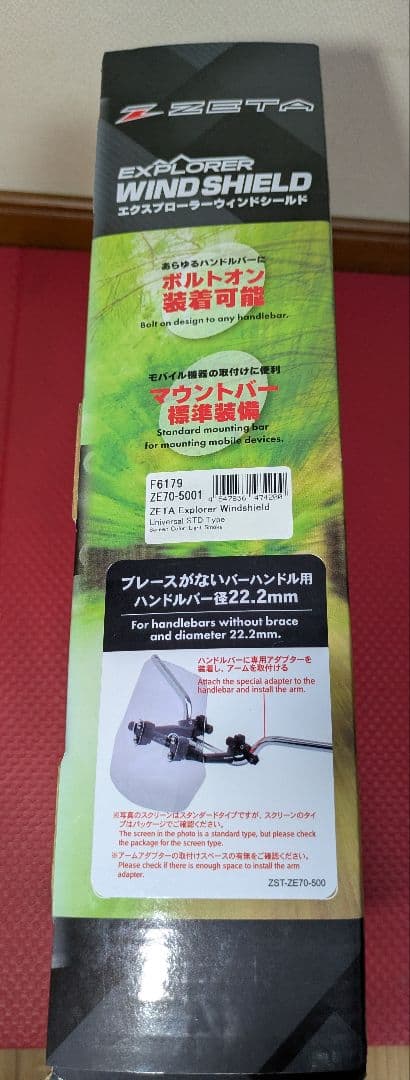 ZETA
EXPLORER
WIND SHIELD
エクスプローラーウィンドシールド
あらゆるハンドルバーに
ボルトオン
装着可能
Bolt on design to any handlebar.
モバイル機器の取付けに便利
マウントバー
標準装備
Standard mounting bar
for mounting mobile devices.
F6179
ZE70-5001
ZETA Explorer Windshield
Universal STD Type
Screen Color: Light Smoke
ブレースがないバーハンドル用
ハンドルバー径22.2mm
For handlebars without brace
and diameter 22.2mm.
ハンドルバーに専用アダプターを
装着し、アームを取付ける
Attach the special adapter to the
handlebar and install the arm.
※写真のスクリーンはスタンダードタイプですが、スクリーンのタイ
プはパッケージでご確認ください。
The screen in the photo is a standard type, but please check
the package for the screen type.
※アームアダプターの取付けスペースの有無をご確認ください。
Please check if there is enough space to install the arm
adapter.
ZST-ZE70-500